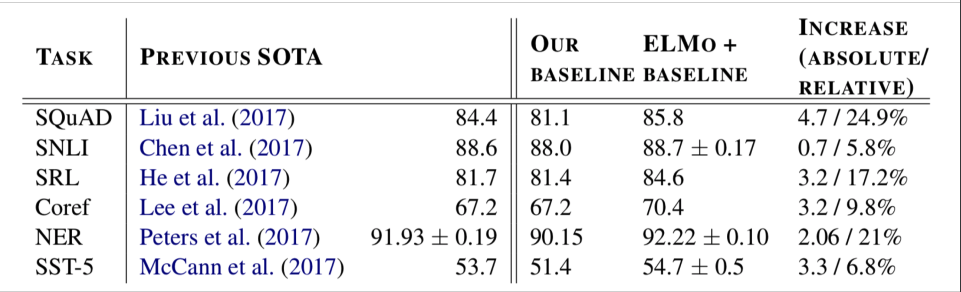 TASK PREVIOUS SOTA OUR BASELINE ELMO + BASELINE INCREASE (ABSOLUTE/ RELATIVE)
SQuAD Liu et al. (2017) 84.4 81.1 85.8 4.7 / 24.9%
SNLI Chen et al. (2017) 88.6 88.0 88.7 ± 0.17 0.7 / 5.8%
SRL He et al. (2017) 81.7 81.4 84.6 3.2 / 17.2%
Coref Lee et al. (2017) 67.2 67.2 70.4 3.2 / 9.8%
NER Peters et al. (2017) 91.93 ± 0.19 90.15 92.22 ± 0.10 2.06 / 21%
SST-5 McCann et al. (2017) 53.7 51.4 54.7 ± 0.5 3.3 / 6.8%